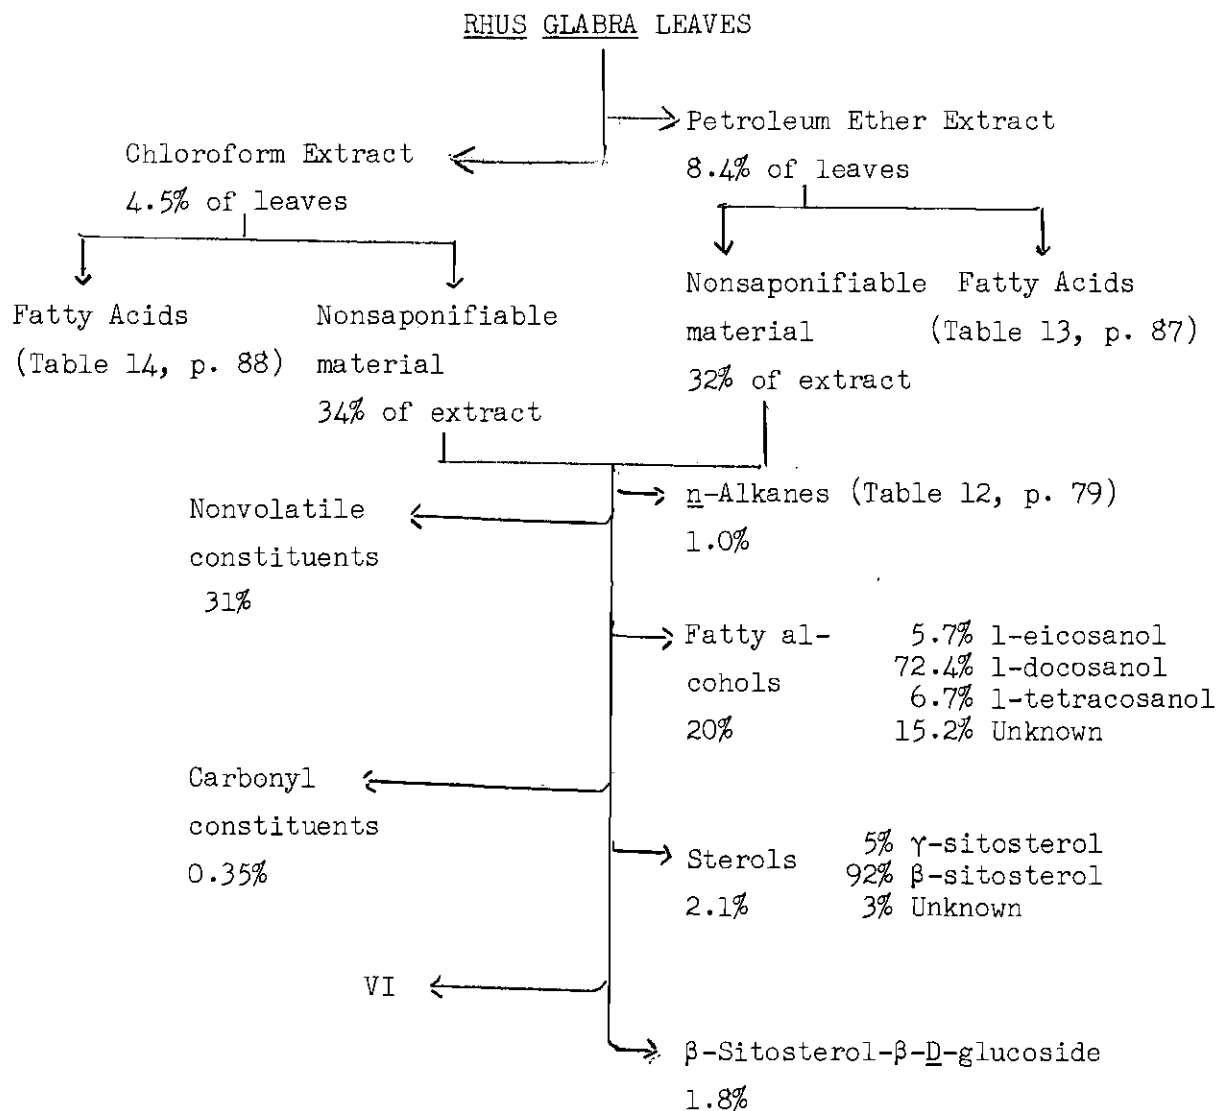 RHUS GLABRA LEAVES
Petroleum Ether Extract
8.4% of leaves
Chloroform Extract
4.5% of leaves
Nonsaponifiable
material
32% of extract
Fatty Acids
(Table 13, p. 87)
Fatty Acids
(Table 14, p. 88)
Nonsaponifiable
material
34% of extract
n-Alkanes (Table 12, p. 79)
1.0%
Nonvolatile
constituents
31%
Fatty al-
cohols
20%
5.7% 1-eicosanol
72.4% 1-docosanol
6.7% 1-tetracosanol
15.2% Unknown
Carbonyl
constituents
0.35%
Sterols
2.1%
5% γ-sitosterol
92% β-sitosterol
3% Unknown
VI
β-Sitosterol-β-D-glucoside
1.8%